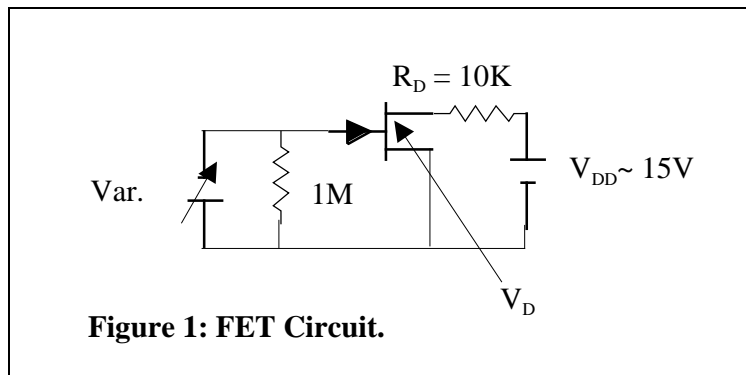 R_D = 10K
Var.
1M
V_DD~ 15V
V_D
Figure 1: FET Circuit.